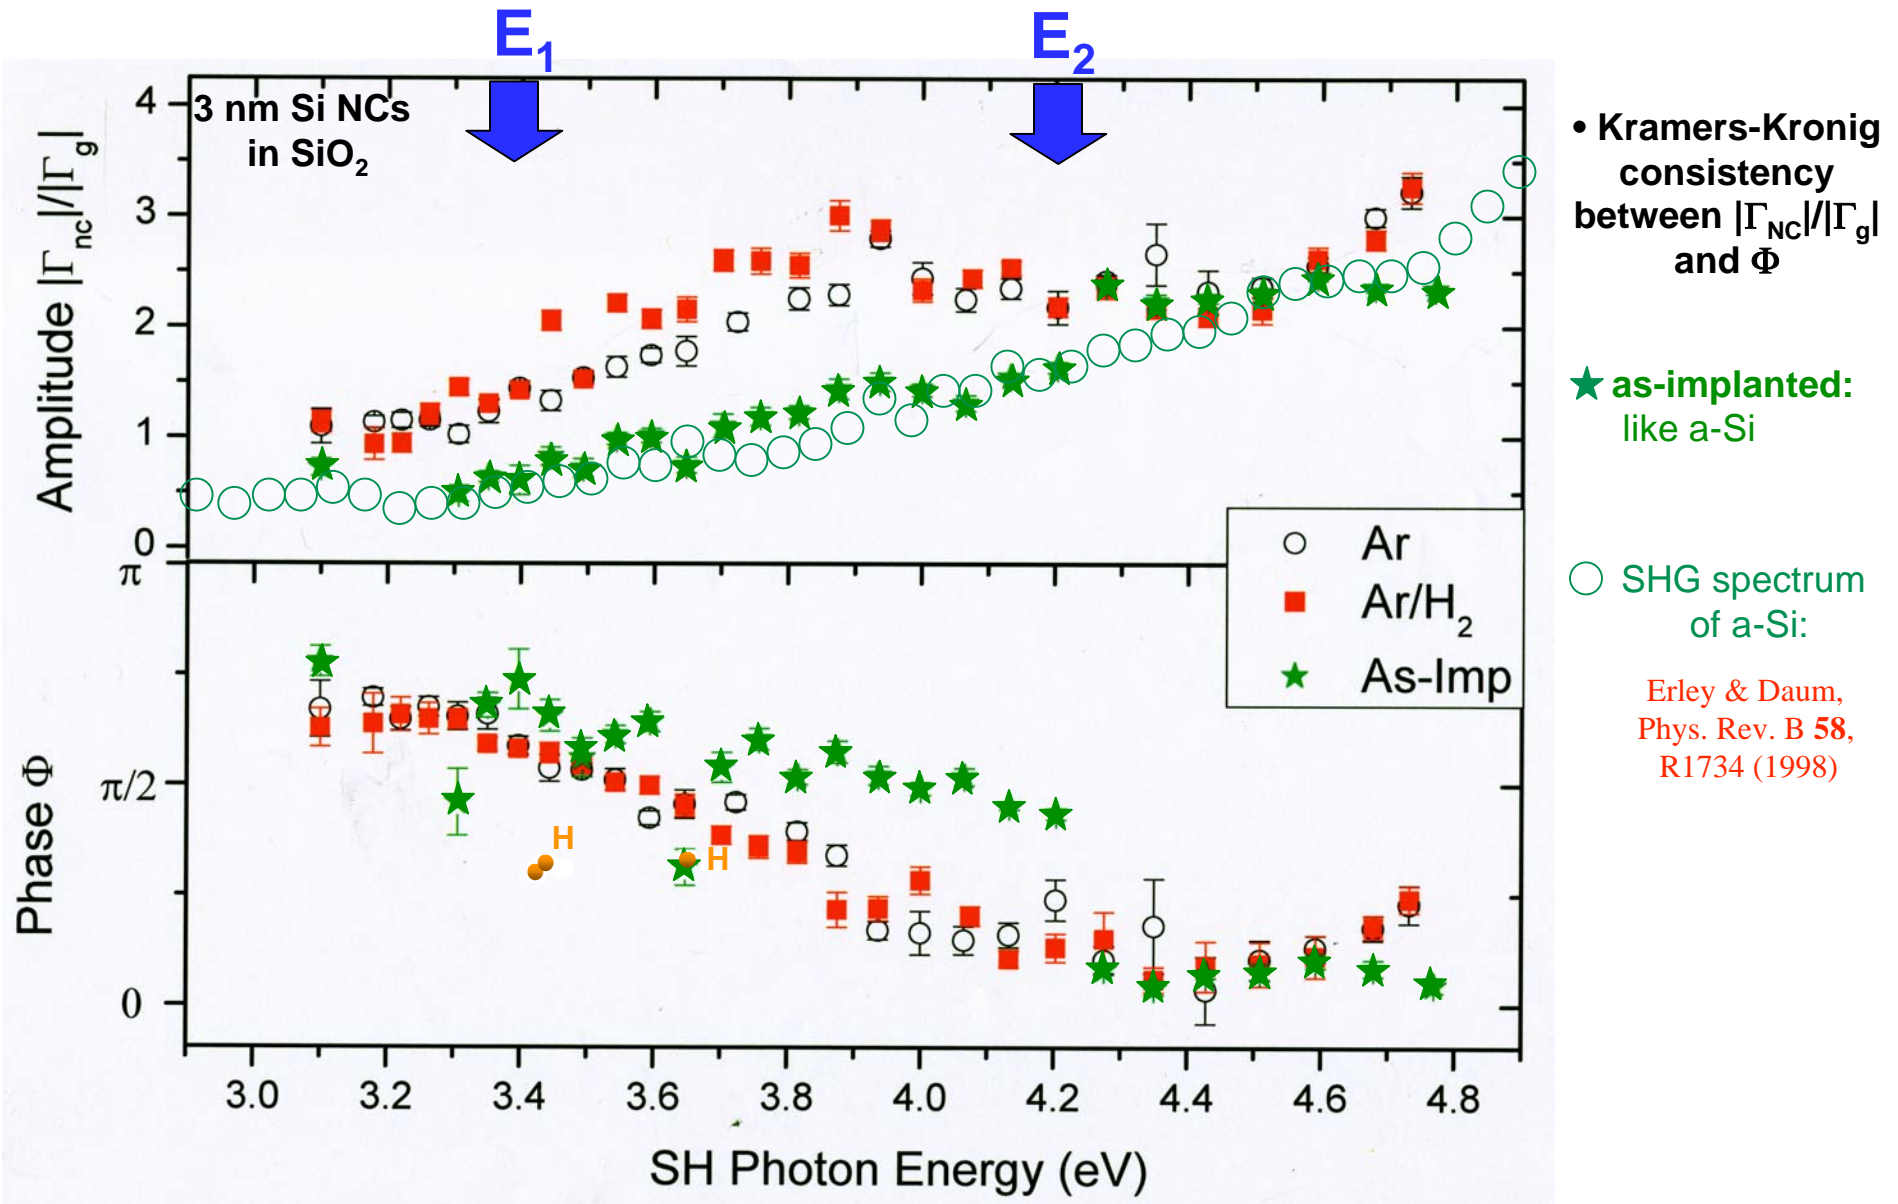 E₁
E₂
3 nm Si NCs
in SiO₂
Amplitude |Γnc|/|Γg|
4
3
2
1
0
π
π/2
0
Phase Φ
H
H
Ar
Ar/H₂
As-Imp
3.0 3.2 3.4 3.6 3.8 4.0 4.2 4.4 4.6 4.8
SH Photon Energy (eV)
• Kramers-Kronig
consistency
between |ΓNC|/|Γg|
and Φ
as-implanted:
like a-Si
SHG spectrum
of a-Si:
Erley & Daum,
Phys. Rev. B 58,
R1734 (1998)